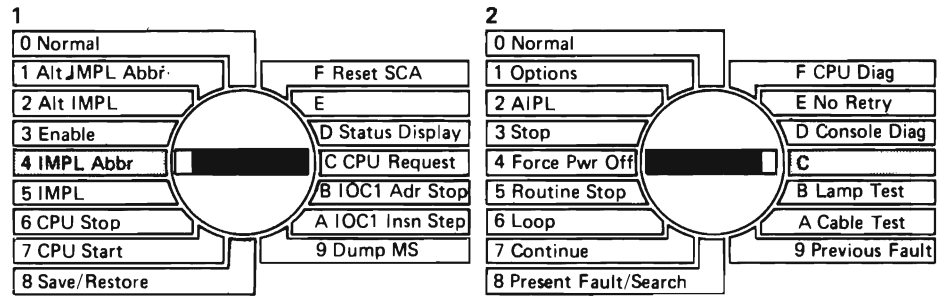 1
0 Normal
1 Alt IMPL Abbr
2 Alt IMPL
3 Enable
4 IMPL Abbr
5 IMPL
6 CPU Stop
7 CPU Start
8 Save/Restore
F Reset SCA
E
D Status Display
C CPU Request
B IOC1 Adr Stop
A IOC1 Insn Step
9 Dump MS
2
0 Normal
1 Options
2 AIPL
3 Stop
4 Force Pwr Off
5 Routine Stop
6 Loop
7 Continue
8 Present Fault/Search
F CPU Diag
E No Retry
D Console Diag
C
B Lamp Test
A Cable Test
9 Previous Fault